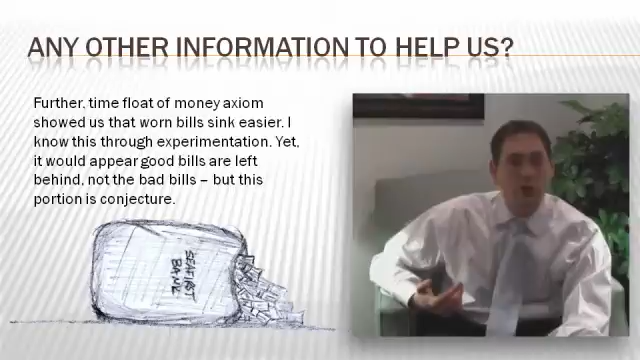 ANY OTHER INFORMATION TO HELP US?
Further, time float of money axiom
showed us that worn bills sink easier. I
know this through experimentation. Yet,
it would appear good bills are left
behind, not the bad bills – but this
portion is conjecture.
SEAFIRST
BANK